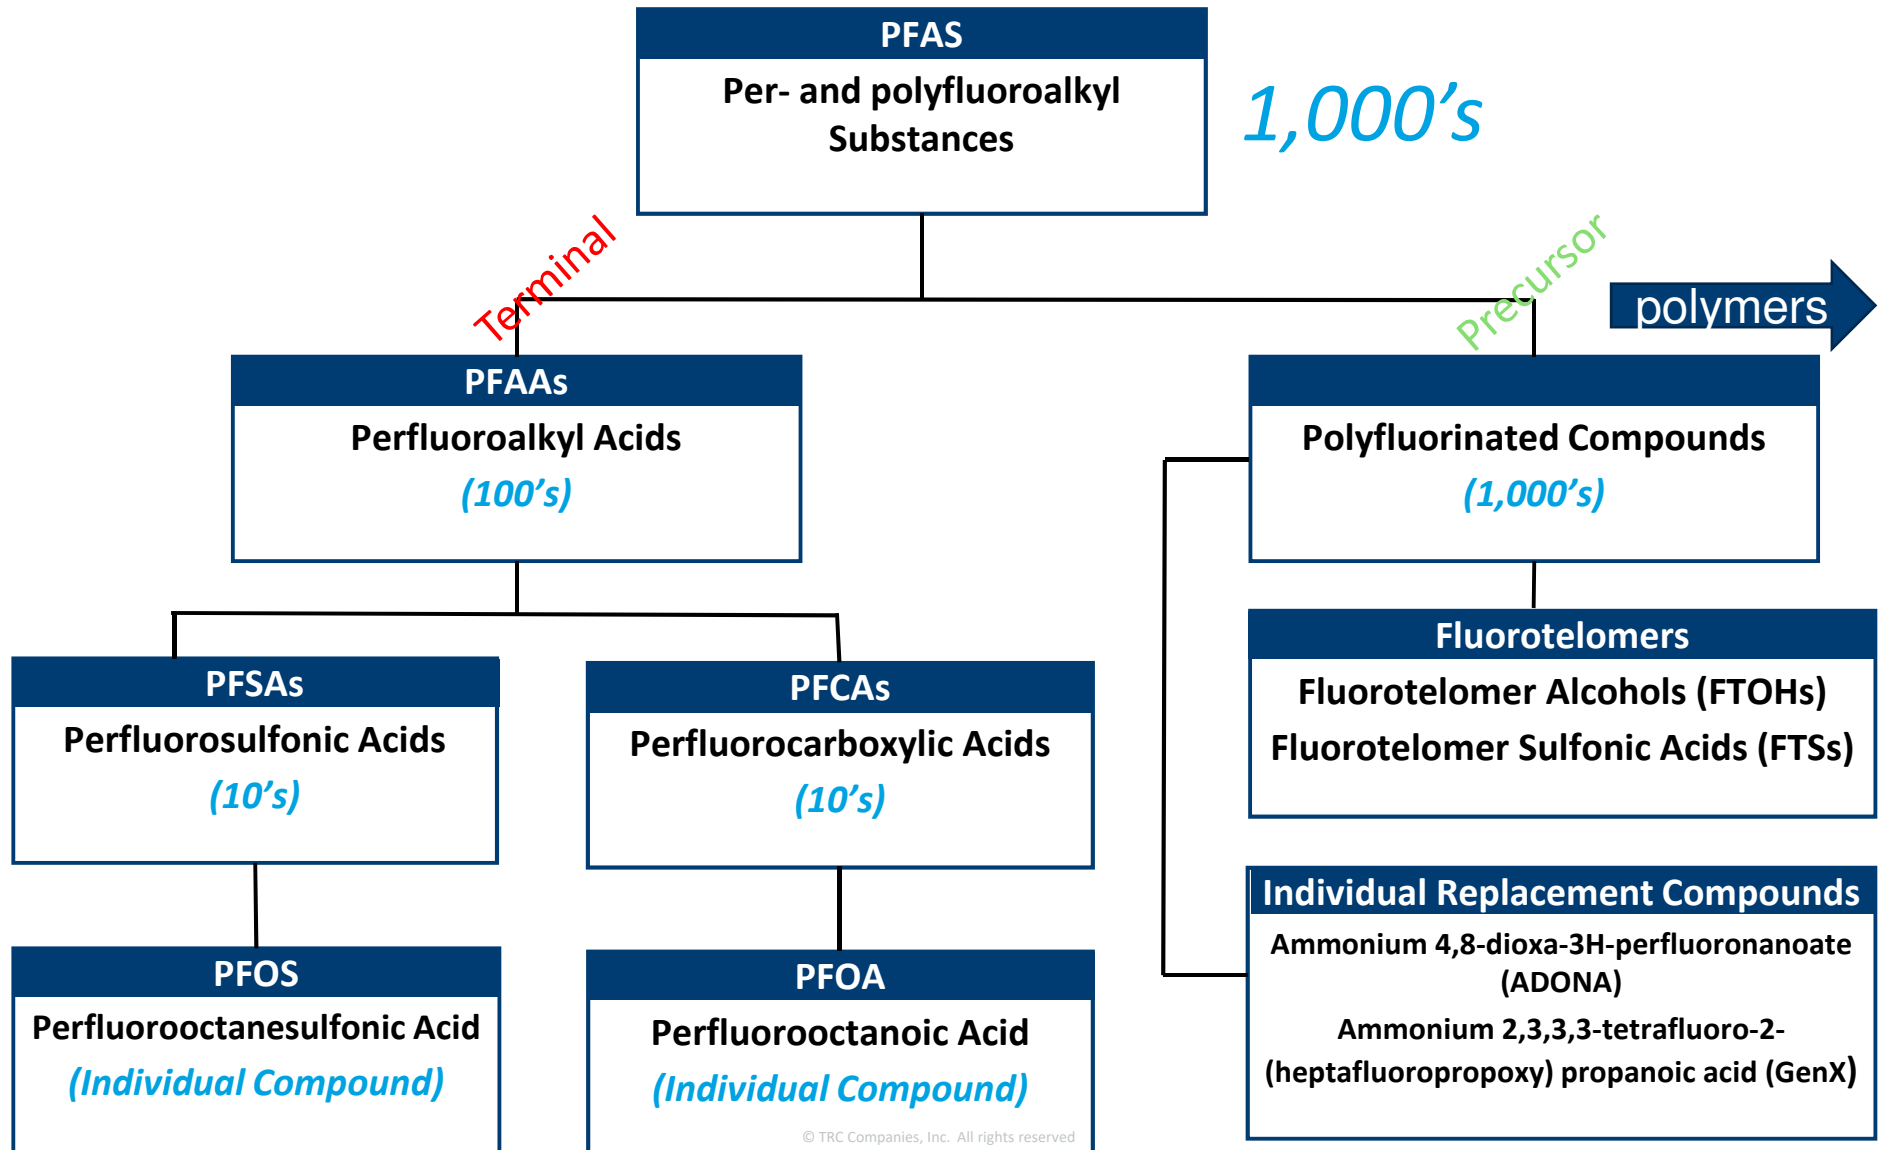 PFAS
Per- and polyfluoroalkyl
Substances
1,000's
Terminal
Precursor
polymers
PFAAs
Perfluoroalkyl Acids
(100's)
Polyfluorinated Compounds
(1,000's)
PFSAs
Perfluorosulfonic Acids
(10's)
PFCAs
Perfluorocarboxylic Acids
(10's)
Fluorotelomers
Fluorotelomer Alcohols (FTOHs)
Fluorotelomer Sulfonic Acids (FTSs)
PFOS
Perfluorooctanesulfonic Acid
(Individual Compound)
PFOA
Perfluorooctanoic Acid
(Individual Compound)
Individual Replacement Compounds
Ammonium 4,8-dioxa-3H-perfluoronanoate
(ADONA)
Ammonium 2,3,3,3-tetrafluoro-2-
(heptafluoropropoxy) propanoic acid (GenX)
© TRC Companies, Inc. All rights reserved